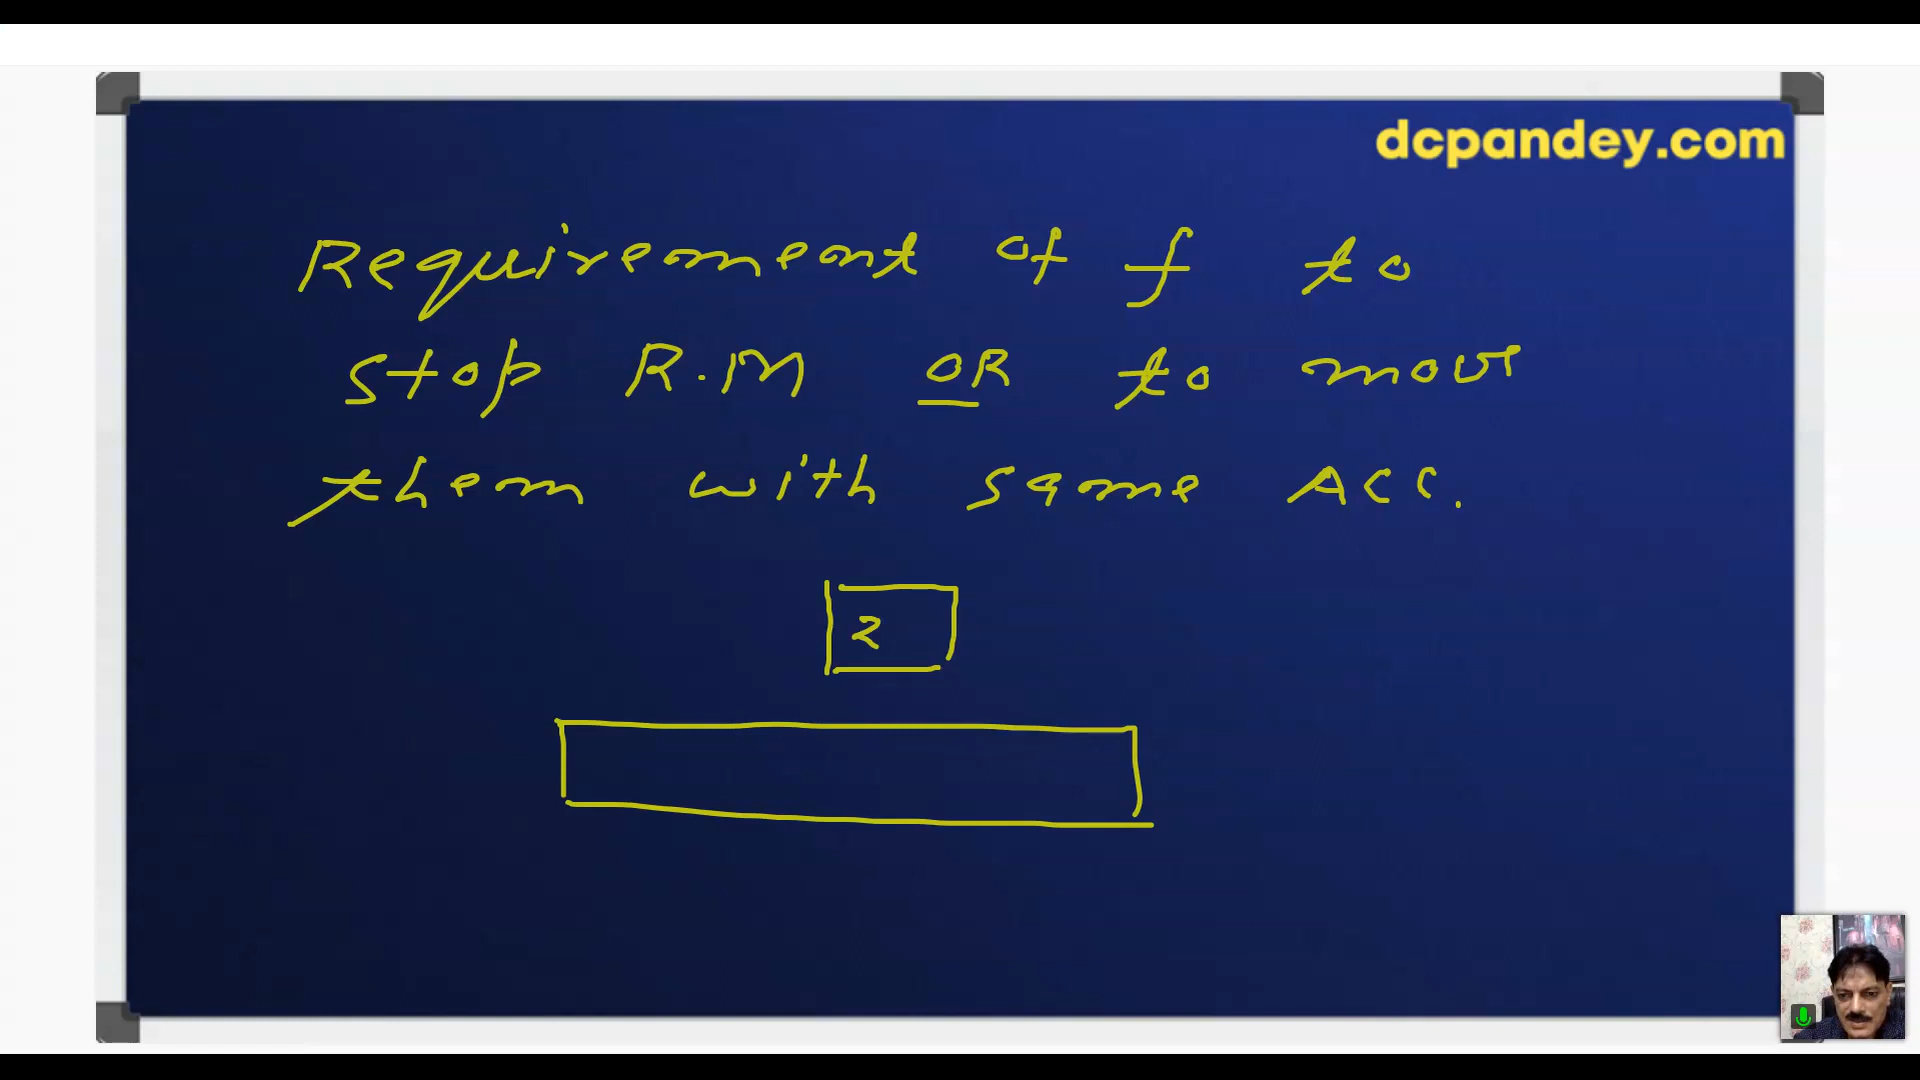 dcpandey.com
Requirement of f to
stop R.M OR to move
them with same Acc.
2